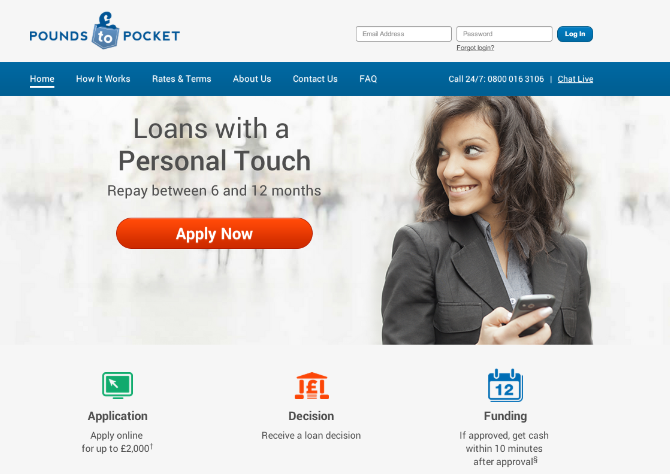 POUNDS to POCKET
Email Address
Password
Log In
Forgot login?
Home How It Works Rates & Terms About Us Contact Us FAQ Call 24/7: 0800 016 3106 | Chat Live
Loans with a
Personal Touch
Repay between 6 and 12 months
Apply Now
£
12
Application
Apply online
for up to £2,000†
Decision
Receive a loan decision
Funding
If approved, get cash
within 10 minutes
after approval§